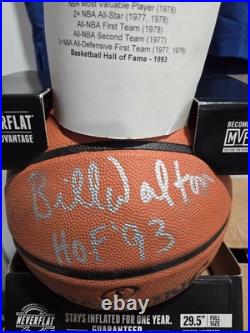 NBA Most Valuable Player (1978)
2× NBA All-Star (1977, 1978)
All-NBA First Team (1978)
All-NBA Second Team (1977)
2× NBA All-Defensive First Team (1977, 1978)
Basketball Hall of Fame - 1993
VERFLAT
ADVANTAGE
BECOME
MVP
Bill Walton
HOF '93
NEVERFLAT
STAYS INFLATED FOR ONE YEAR.
GUARANTEED
29.5"
FULL SIZE